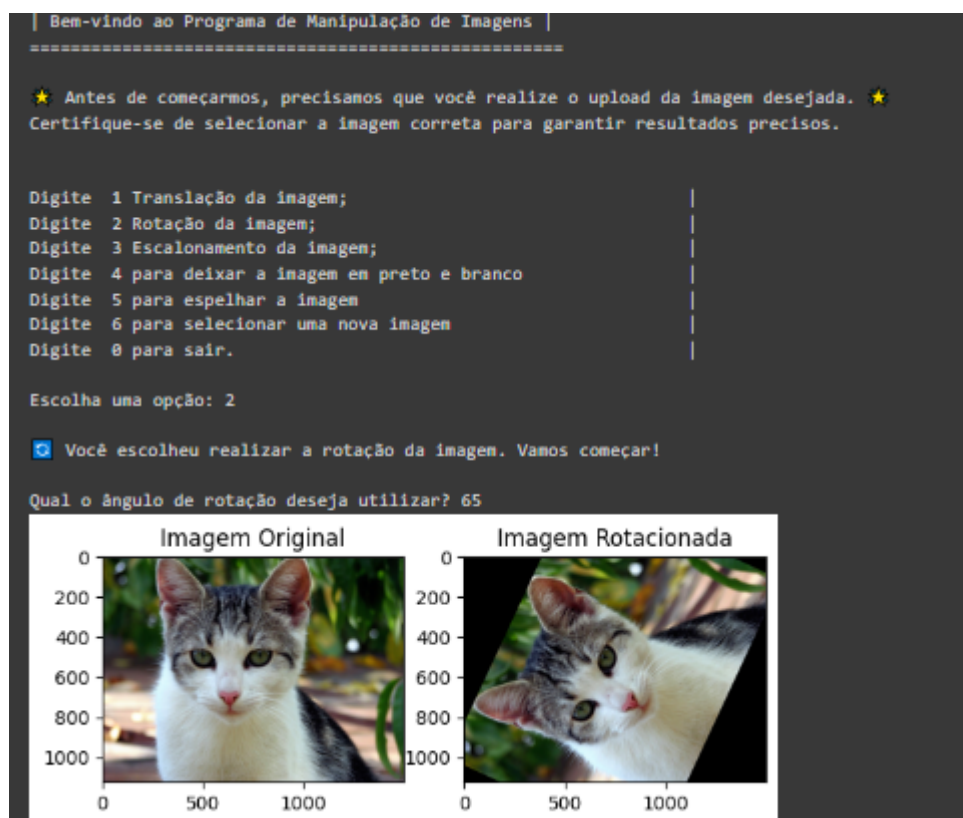 | Bem-vindo ao Programa de Manipulação de Imagens |
====================================================
⭐ Antes de começarmos, precisamos que você realize o upload da imagem desejada. ⭐
Certifique-se de selecionar a imagem correta para garantir resultados precisos.
Digite 1 Translação da imagem; |
Digite 2 Rotação da imagem; |
Digite 3 Escalonamento da imagem; |
Digite 4 para deixar a imagem em preto e branco |
Digite 5 para espelhar a imagem |
Digite 6 para selecionar uma nova imagem |
Digite 0 para sair. |
Escolha uma opção: 2
🔄 Você escolheu realizar a rotação da imagem. Vamos começar!
Qual o ângulo de rotação deseja utilizar? 65
Imagem Original
0
200
400
600
800
1000
0 500 1000
Imagem Rotacionada
0
200
400
600
800
1000
0 500 1000